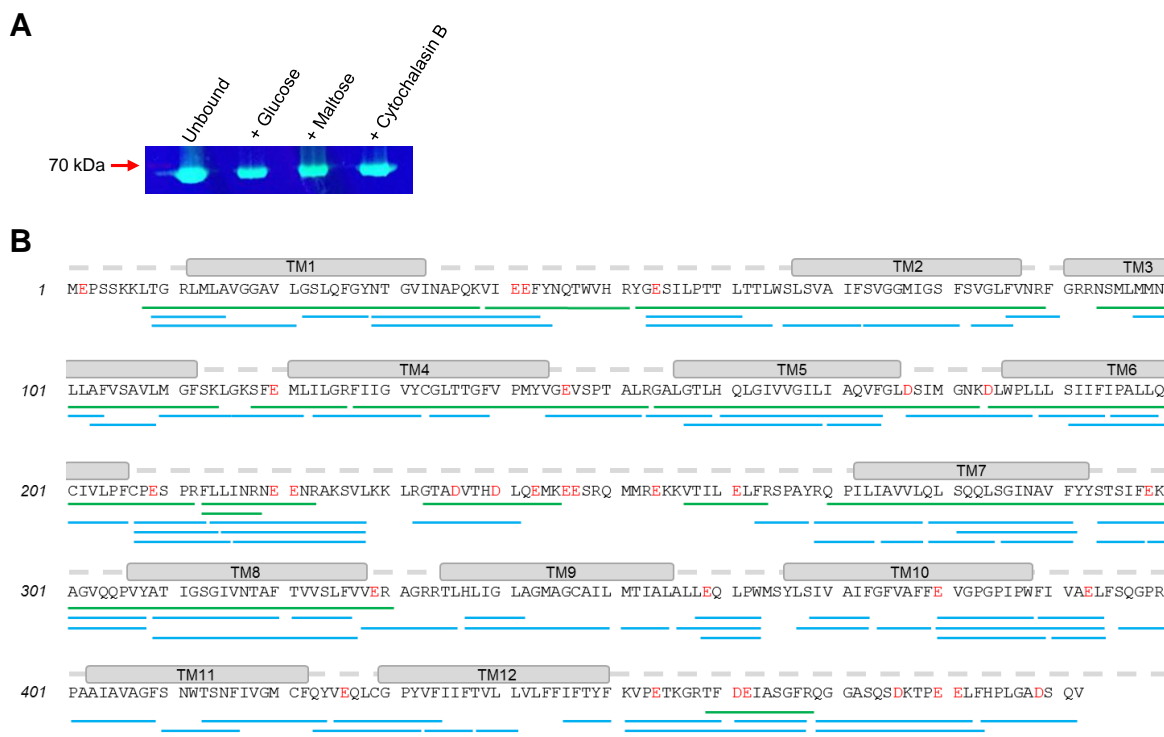 A
Unbound
+ Glucose
+ Maltose
+ Cytochalasin B
70 kDa
B
TM1 TM2 TM3
1 MEPSSKKLTG RLMLAVGGAV LGSLQFGYNT GVINAPQKVI EEFYNQTWVH RYGESILPTT LTTLWSLSVA IFSVGGMIGS FSVGLFVNRF GRRNSMLMMN
TM4 TM5 TM6
101 LLAFVSAVLM GFSKLGKSFE MLILGRFIIG VYCGLTTGFV PMYVGEVSPT ALRGALGTLH QLGIVVGILI AQVFGLDSIM GNKDLWPLLL SIIFIPALLQ
TM7
201 CIVLPFCPES PRFLLINRNE ENRAKSVLKK LRGTADVTHD LQEMKEESRQ MMREKKVTIL ELFRSPAYRQ PILIAVVLQL SQQLSGINAV FYYSTSIFEK
TM8 TM9 TM10
301 AGVQQPVYAT IGSGIVNTAF TVVSLFVVER AGRRTLHLIG LAGMAGCAIL MTIALALLEQ LPWMSYLSIV AIFGFVAFFE VGPGPIPWFI VAELFSQGPR
TM11 TM12
401 PAAIAVAGFS NWTSNFIVGM CFQYVEQLCG PYVFIIFTVL LVLFFIFTYF KVPETKGRTF DEIASGFRQG GASQSDKTPE ELFHPLGADS QV